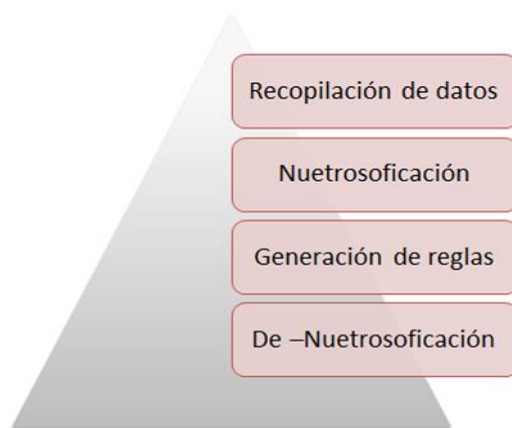 Recopilación de datos
Nuetrosoficación
Generación de reglas
De –Nuetrosoficación